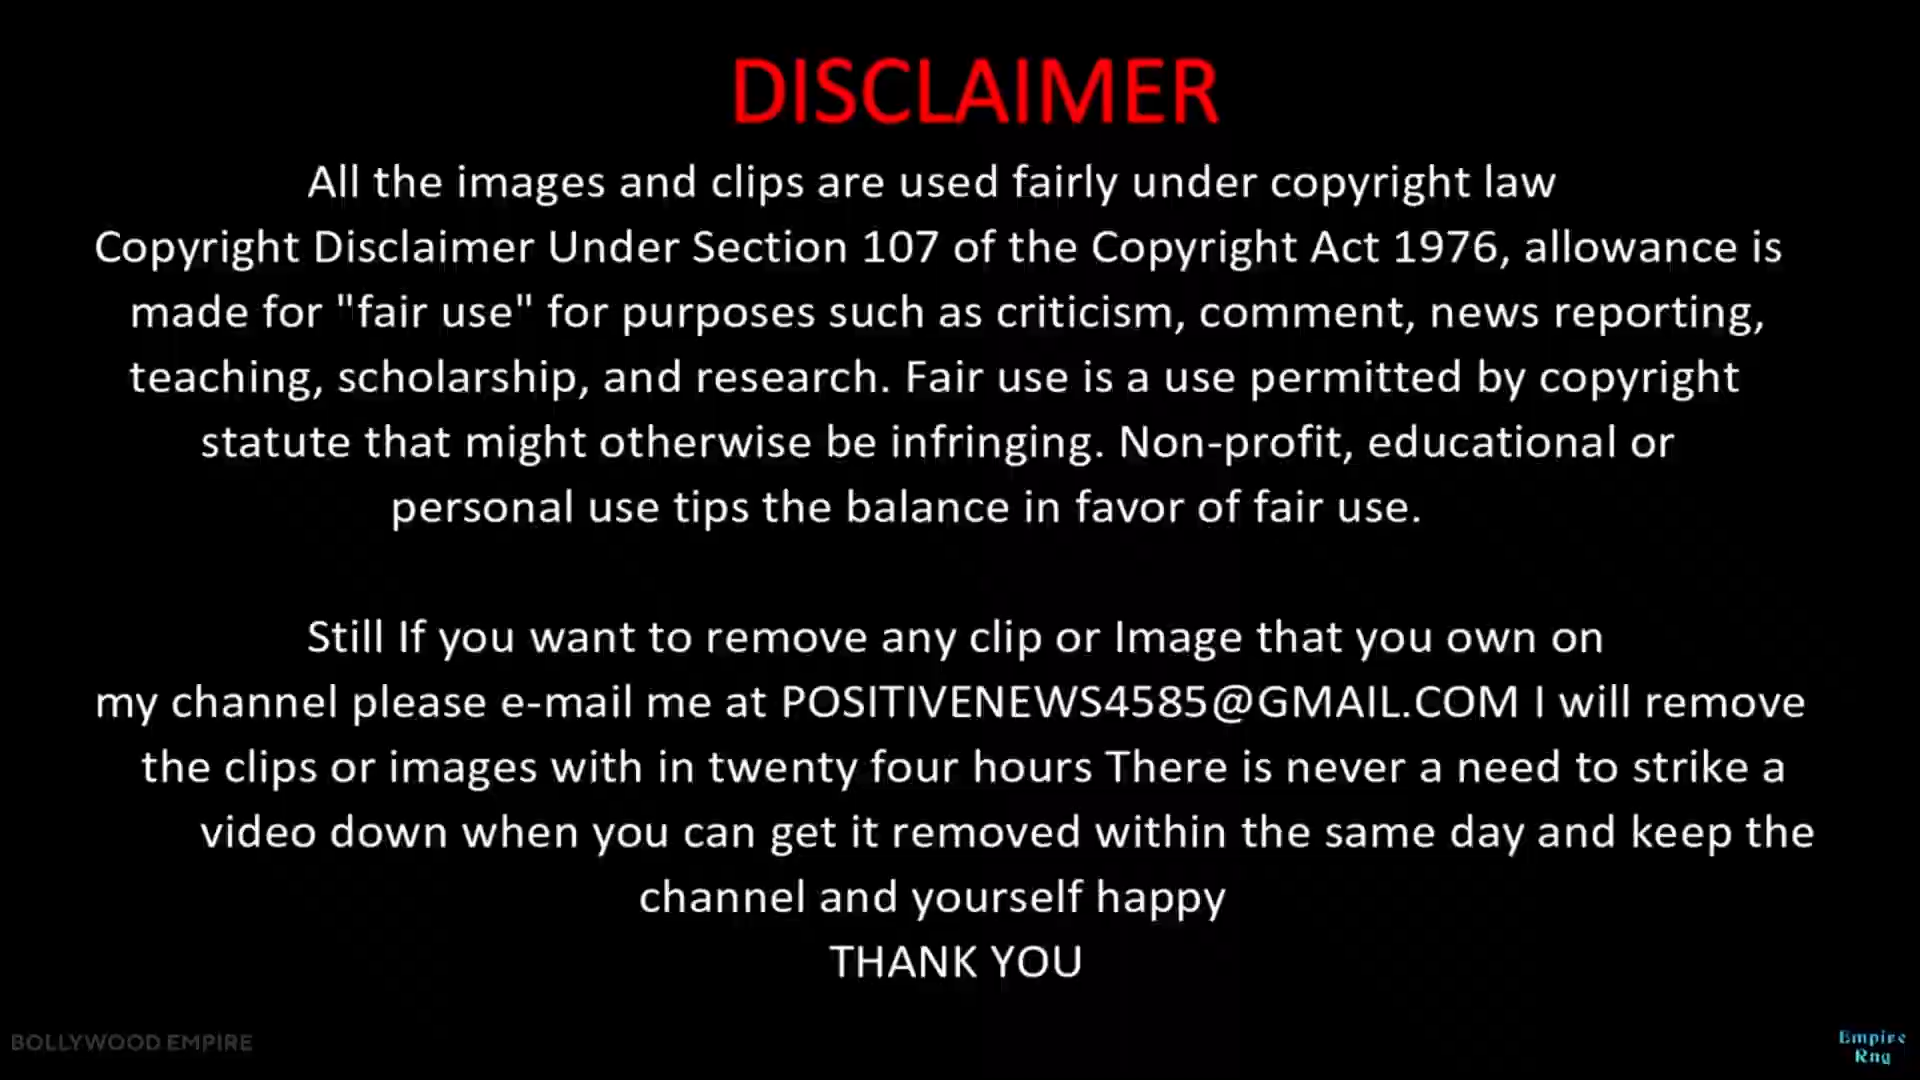 DISCLAIMER
All the images and clips are used fairly under copyright law
Copyright Disclaimer Under Section 107 of the Copyright Act 1976, allowance is
made for "fair use" for purposes such as criticism, comment, news reporting,
teaching, scholarship, and research. Fair use is a use permitted by copyright
statute that might otherwise be infringing. Non-profit, educational or
personal use tips the balance in favor of fair use.
Still If you want to remove any clip or Image that you own on
my channel please e-mail me at POSITIVENEWS4585@GMAIL.COM I will remove
the clips or images with in twenty four hours There is never a need to strike a
video down when you can get it removed within the same day and keep the
channel and yourself happy
THANK YOU
BOLLYWOOD EMPIRE
Empire
Rng